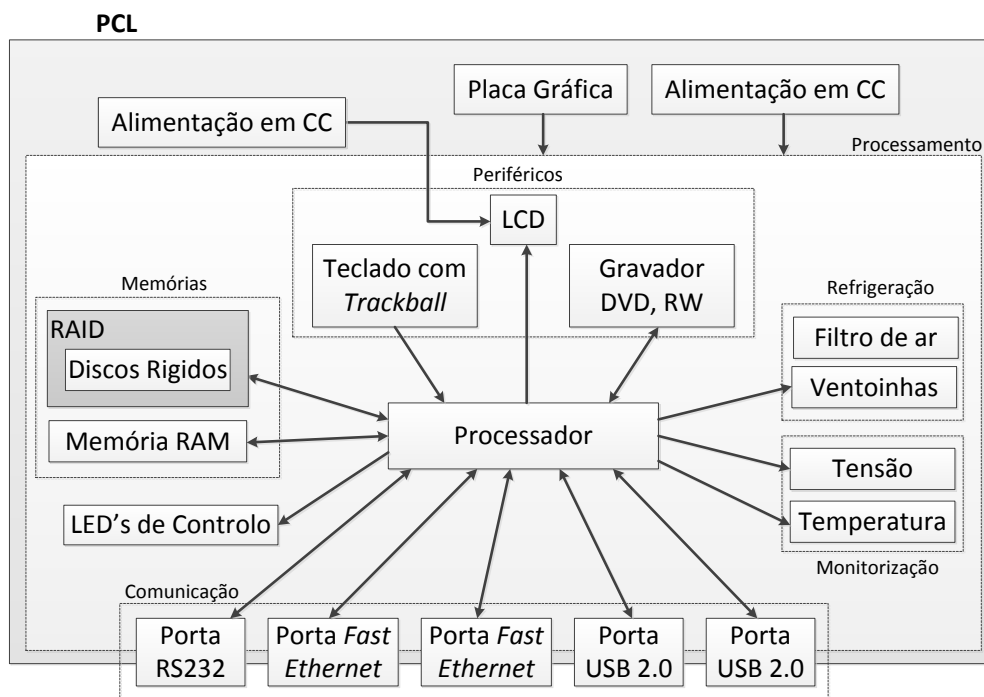 PCL
Placa Gráfica
Alimentação em CC
Alimentação em CC
Processamento
Periféricos
LCD
Teclado com
Trackball
Gravador
DVD, RW
Memórias
RAID
Discos Rigidos
Memória RAM
LED's de Controlo
Processador
Refrigeração
Filtro de ar
Ventoinhas
Tensão
Temperatura
Monitorização
Comunicação
Porta
RS232
Porta Fast
Ethernet
Porta Fast
Ethernet
Porta
USB 2.0
Porta
USB 2.0